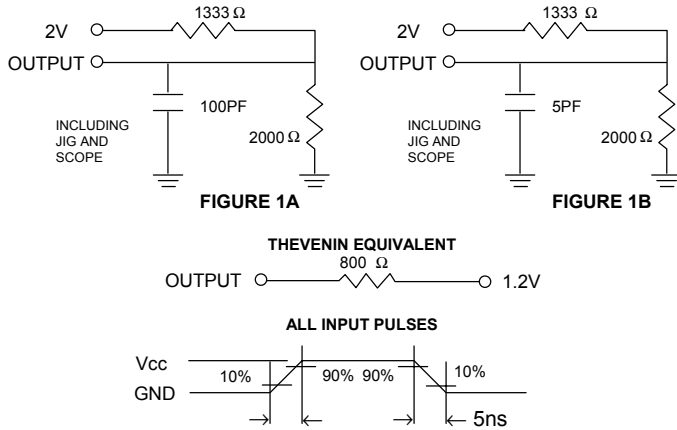 1333 Ω
2V
OUTPUT
100PF
INCLUDING
JIG AND
SCOPE
2000 Ω
FIGURE 1A
1333 Ω
2V
OUTPUT
5PF
INCLUDING
JIG AND
SCOPE
2000 Ω
FIGURE 1B
THEVENIN EQUIVALENT
800 Ω
OUTPUT 1.2V
ALL INPUT PULSES
Vcc
GND
10% 90% 90% 10%
5ns